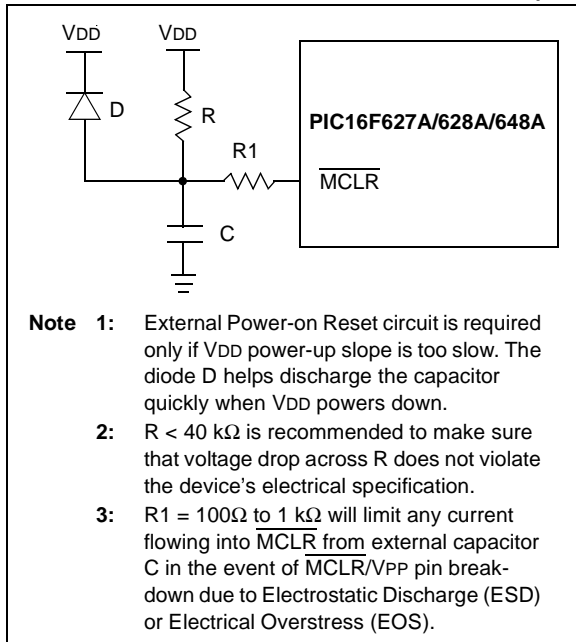 VDD VDD
D R
PIC16F627A/628A/648A
R1
MCLR
C
Note 1: External Power-on Reset circuit is required
only if VDD power-up slope is too slow. The
diode D helps discharge the capacitor
quickly when VDD powers down.
2: R < 40 kΩ is recommended to make sure
that voltage drop across R does not violate
the device's electrical specification.
3: R1 = 100Ω to 1 kΩ will limit any current
flowing into MCLR from external capacitor
C in the event of MCLR/VPP pin break-
down due to Electrostatic Discharge (ESD)
or Electrical Overstress (EOS).